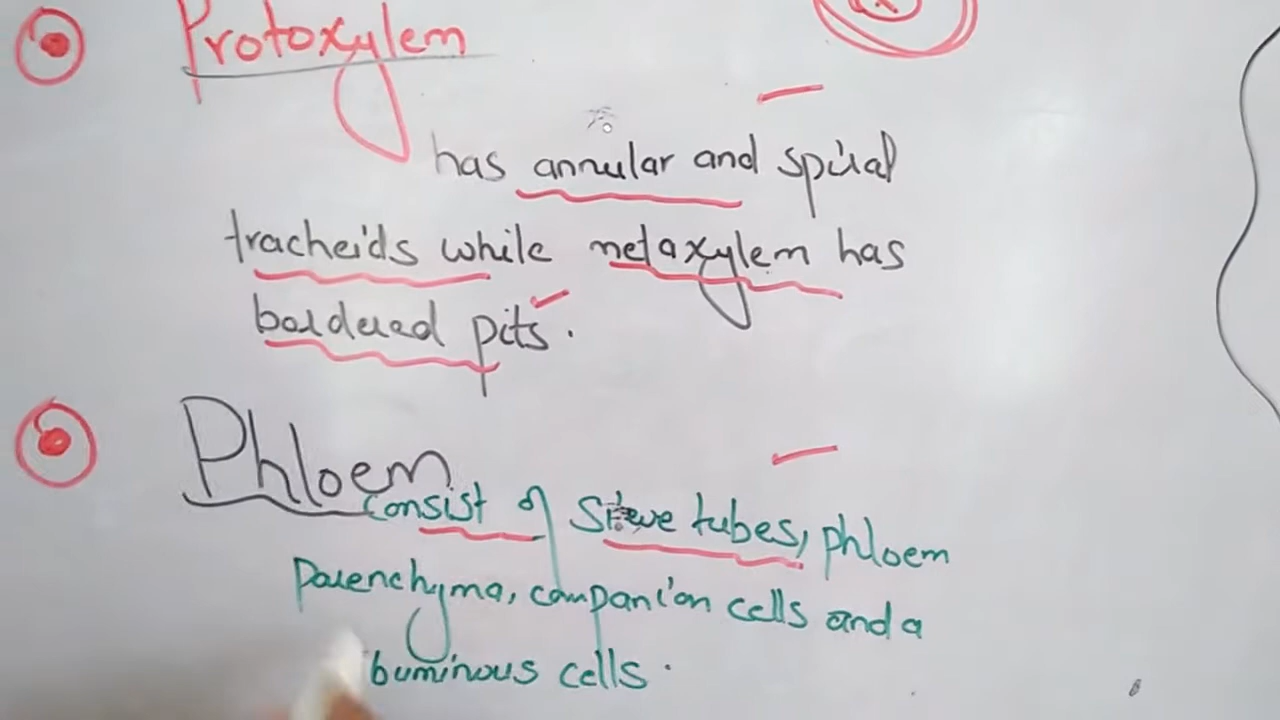 Protoxylem
has annular and spiral
tracheids while metaxylem has
bordered pits.
Phloem
consist of Sieve tubes, phloem
parenchyma, companion cells and a
buminous cells.